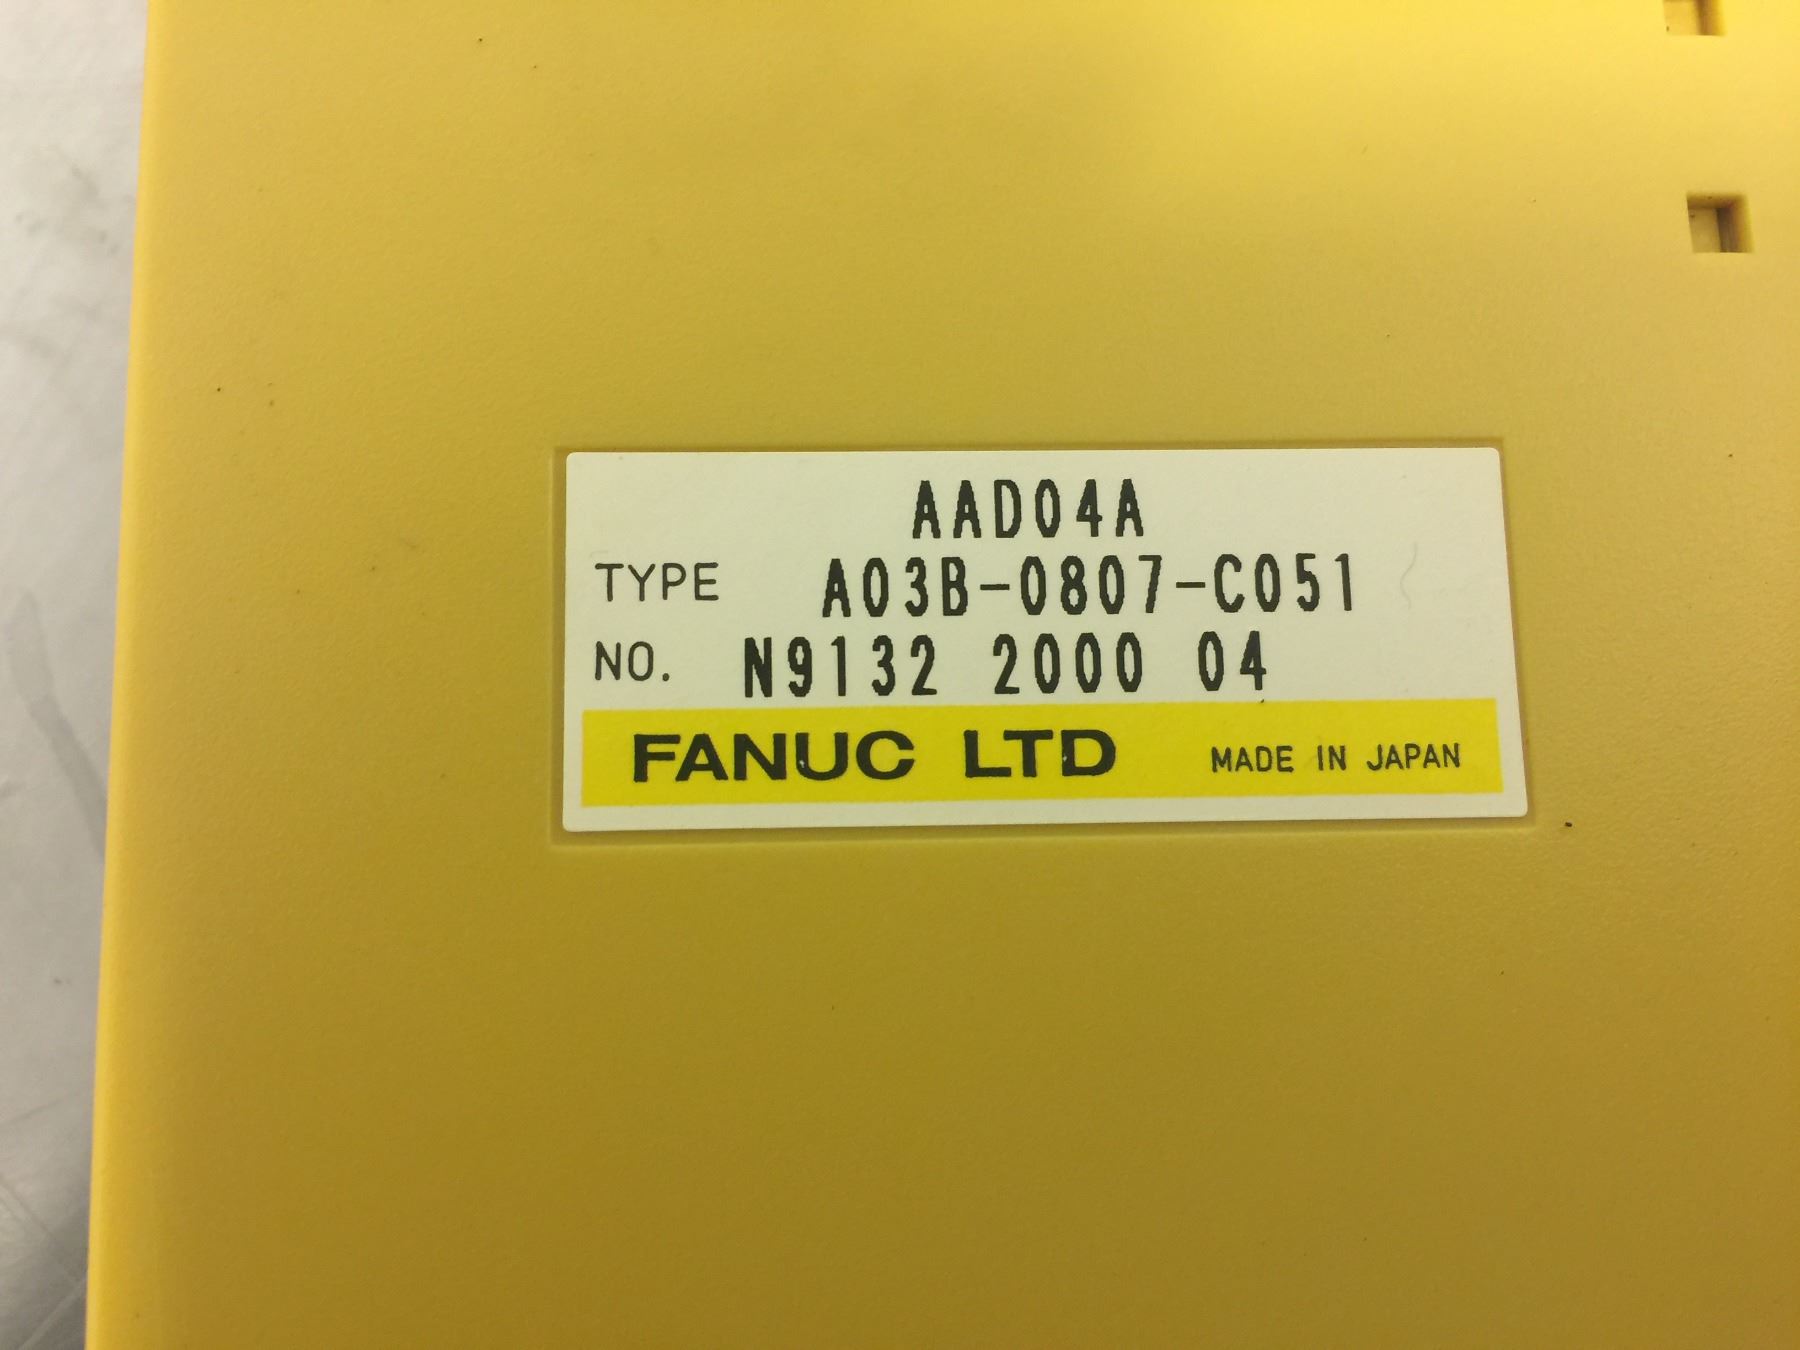 AAD04A
TYPE A03B-0807-C051
NO. N9132 2000 04
FANUC LTD MADE IN JAPAN